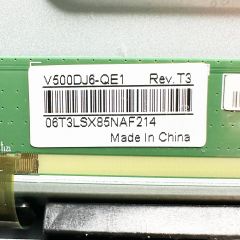 V500DJ6-QE1 Rev. T3
06T3LSX85NAF214
Made In China